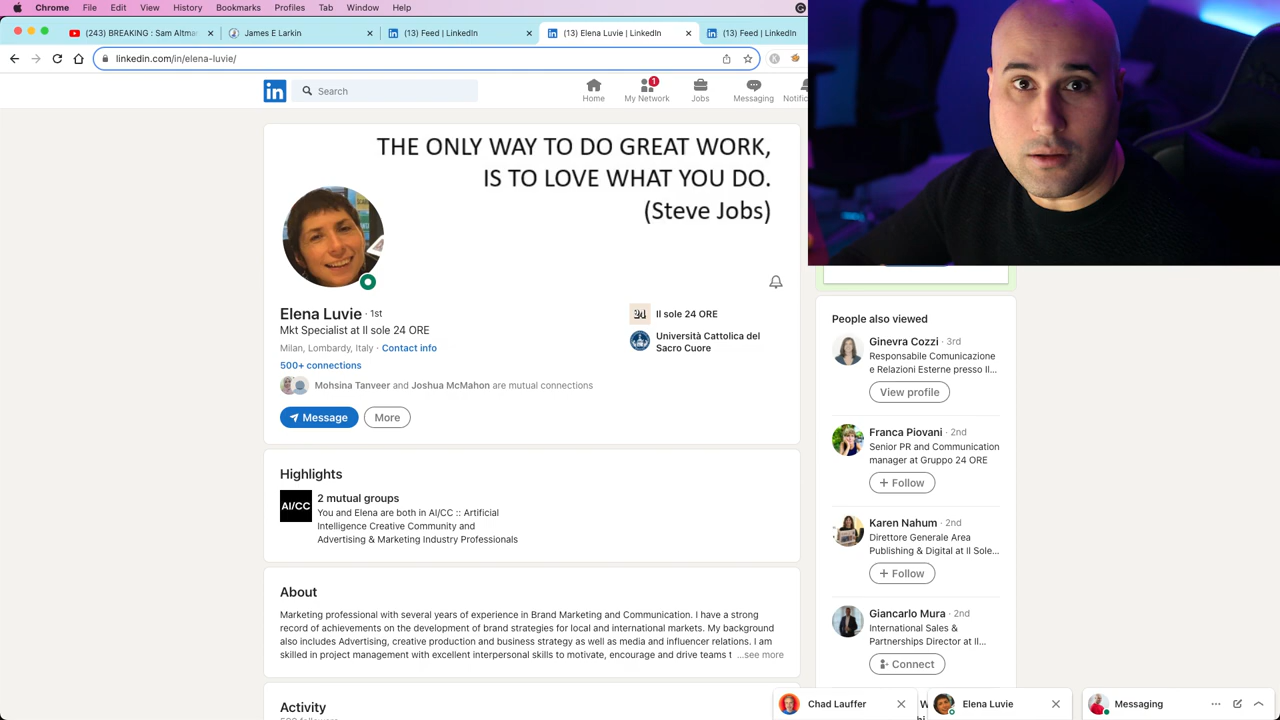 Chrome File Edit View History Bookmarks Profiles Tab Window Help
(243) BREAKING : Sam Altma
James E Larkin
(13) Feed | LinkedIn
(13) Elena Luvie | LinkedIn
(13) Feed | LinkedIn
linkedin.com/in/elena-luvie/
in
Search
Home
My Network
1
Jobs
Messaging
THE ONLY WAY TO DO GREAT WORK,
IS TO LOVE WHAT YOU DO.
(Steve Jobs)
Elena Luvie · 1st
Mkt Specialist at Il sole 24 ORE
Milan, Lombardy, Italy · Contact info
500+ connections
Mohsina Tanveer and Joshua McMahon are mutual connections
Message
More
Il sole 24 ORE
Università Cattolica del
Sacro Cuore
Highlights
AI/CC
2 mutual groups
You and Elena are both in AI/CC :: Artificial
Intelligence Creative Community and
Advertising & Marketing Industry Professionals
About
Marketing professional with several years of experience in Brand Marketing and Communication. I have a strong
record of achievements on the development of brand strategies for local and international markets. My background
also includes Advertising, creative production and business strategy as well as media and influencer relations. I am
skilled in project management with excellent interpersonal skills to motivate, encourage and drive teams t ...see more
Activity
People also viewed
Ginevra Cozzi · 3rd
Responsabile Comunicazione
e Relazioni Esterne presso Il...
View profile
Franca Piovani · 2nd
Senior PR and Communication
manager at Gruppo 24 ORE
+ Follow
Karen Nahum · 2nd
Direttore Generale Area
Publishing & Digital at Il Sole...
+ Follow
Giancarlo Mura · 2nd
International Sales &
Partnerships Director at Il...
Connect
Chad Lauffer
Elena Luvie
Messaging